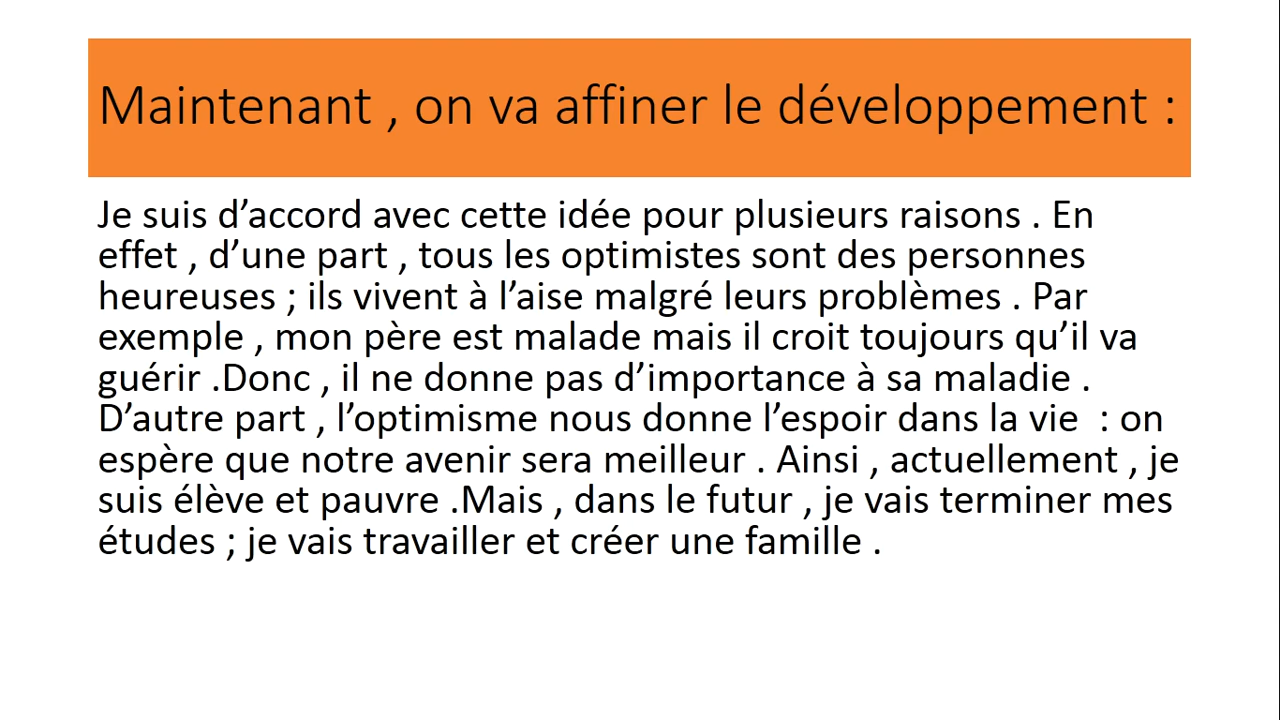 Maintenant , on va affiner le développement :
Je suis d’accord avec cette idée pour plusieurs raisons . En
effet , d’une part , tous les optimistes sont des personnes
heureuses ; ils vivent à l’aise malgré leurs problèmes . Par
exemple , mon père est malade mais il croit toujours qu’il va
guérir .Donc , il ne donne pas d’importance à sa maladie .
D’autre part , l’optimisme nous donne l’espoir dans la vie  : on
espère que notre avenir sera meilleur . Ainsi , actuellement , je
suis élève et pauvre .Mais , dans le futur , je vais terminer mes
études ; je vais travailler et créer une famille .